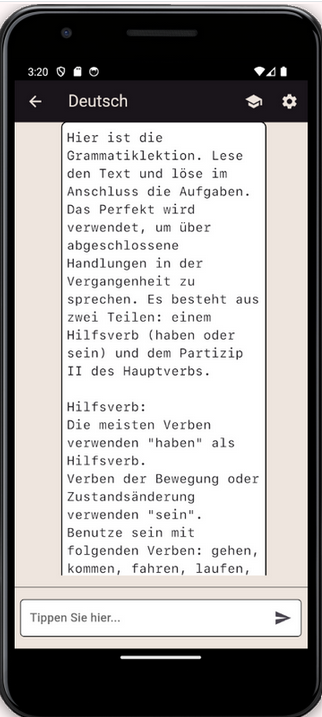 3:20
Deutsch
Hier ist die
Grammatiklektion. Lese
den Text und löse im
Anschluss die Aufgaben.
Das Perfekt wird
verwendet, um über
abgeschlossene
Handlungen in der
Vergangenheit zu
sprechen. Es besteht aus
zwei Teilen: einem
Hilfsverb (haben oder
sein) und dem Partizip
II des Hauptverbs.
Hilfsverb:
Die meisten Verben
verwenden "haben" als
Hilfsverb.
Verben der Bewegung oder
Zustandsänderung
verwenden "sein".
Benutze sein mit
folgenden Verben: gehen,
kommen, fahren, laufen,
Tippen Sie hier...